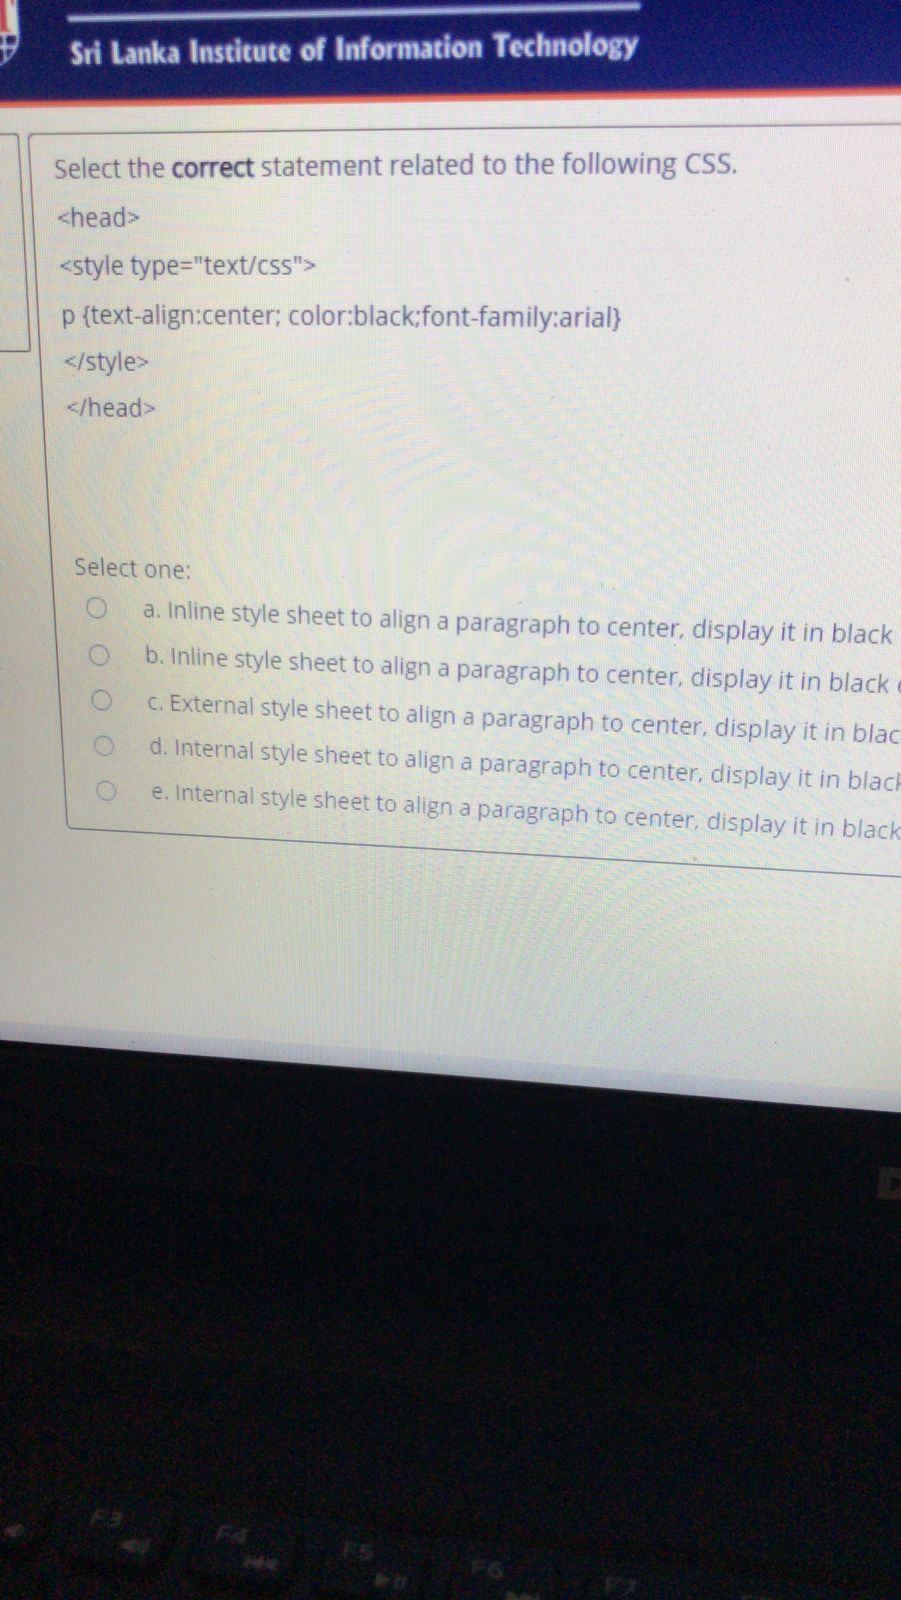 Sri Lanka Institute of Information Technology
Select the correct statement related to the following CSS.
<head>
<style type="text/css">
p {text-align:center; color:black;font-family:arial}
</style>
</head>
Select one:
a. Inline style sheet to align a paragraph to center, display it in black
b. Inline style sheet to align a paragraph to center, display it in black
c. External style sheet to align a paragraph to center, display it in blac
d. Internal style sheet to align a paragraph to center, display it in black
e. Internal style sheet to align a paragraph to center, display it in black
F3
F4
F5
F6
F7